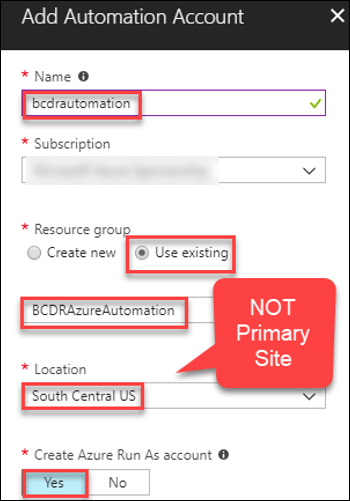 Add Automation Account
* Name
bcdrautomation
* Subscription
* Resource group
Create new Use existing
BCDRAzureAutomation
NOT
Primary
Site
* Location
South Central US
Create Azure Run As account
Yes No